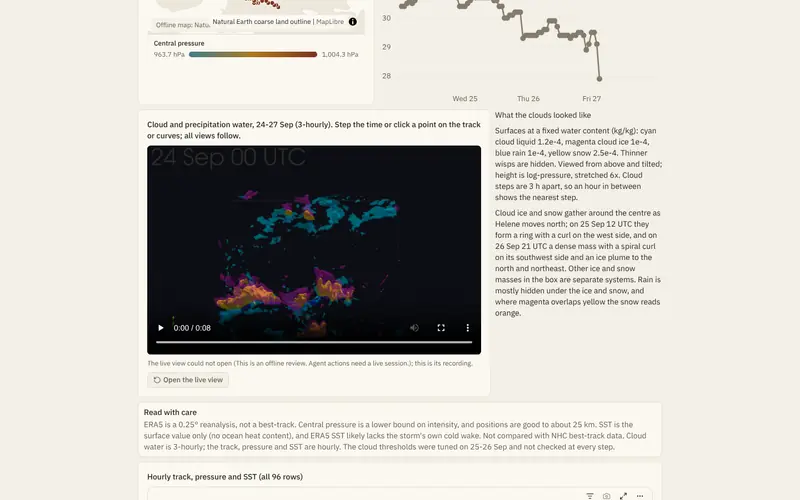 30
29
28
Wed 25 Thu 26 Fri 27
Offline map: Natu
Natural Earth coarse land outline | MapLibre
Central pressure
963.7 hPa 1,004.3 hPa
Cloud and precipitation water, 24-27 Sep (3-hourly). Step the time or click a point on the track
or curves; all views follow.
24 Sep 00 UTC
0:00 / 0:08
The live view could not open (This is an offline review. Agent actions need a live session.); this is its recording.
Open the live view
What the clouds looked like
Surfaces at a fixed water content (kg/kg): cyan
cloud liquid 1.2e-4, magenta cloud ice 1e-4,
blue rain 1e-4, yellow snow 2.5e-4. Thinner
wisps are hidden. Viewed from above and tilted;
height is log-pressure, stretched 6x. Cloud
steps are 3 h apart, so an hour in between
shows the nearest step.
Cloud ice and snow gather around the centre as
Helene moves north; on 25 Sep 12 UTC they
form a ring with a curl on the west side, and on
26 Sep 21 UTC a dense mass with a spiral curl
on its southwest side and an ice plume to the
north and northeast. Other ice and snow
masses in the box are separate systems. Rain is
mostly hidden under the ice and snow, and
where magenta overlaps yellow the snow reads
orange.
Read with care
ERA5 is a 0.25° reanalysis, not a best-track. Central pressure is a lower bound on intensity, and positions are good to about 25 km. SST is the
surface value only (no ocean heat content), and ERA5 SST likely lacks the storm's own cold wake. Not compared with NHC best-track data. Cloud
water is 3-hourly; the track, pressure and SST are hourly. The cloud thresholds were tuned on 25-26 Sep and not checked at every step.
Hourly track, pressure and SST (all 96 rows)